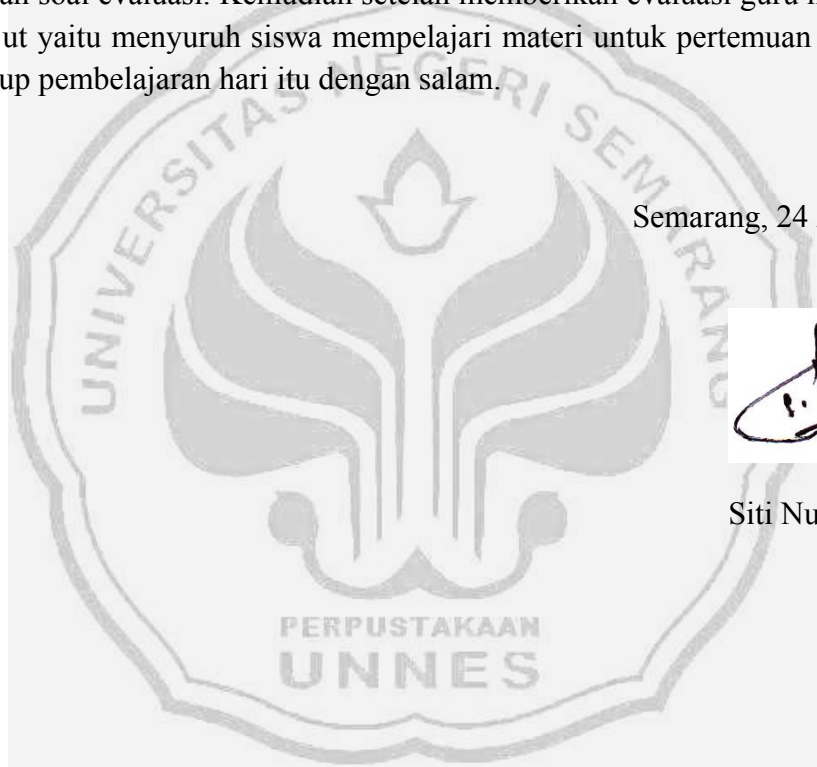 soal evaluasi. Kemudian setelah memberikan evaluasi guru
ut yaitu menyuruh siswa mempelajari materi untuk pertemuan
up pembelajaran hari itu dengan salam.
UNIVERSITAS NEGERI SEMARANG
Semarang, 24
Siti Nu
PERPUSTAKAAN
UNNES